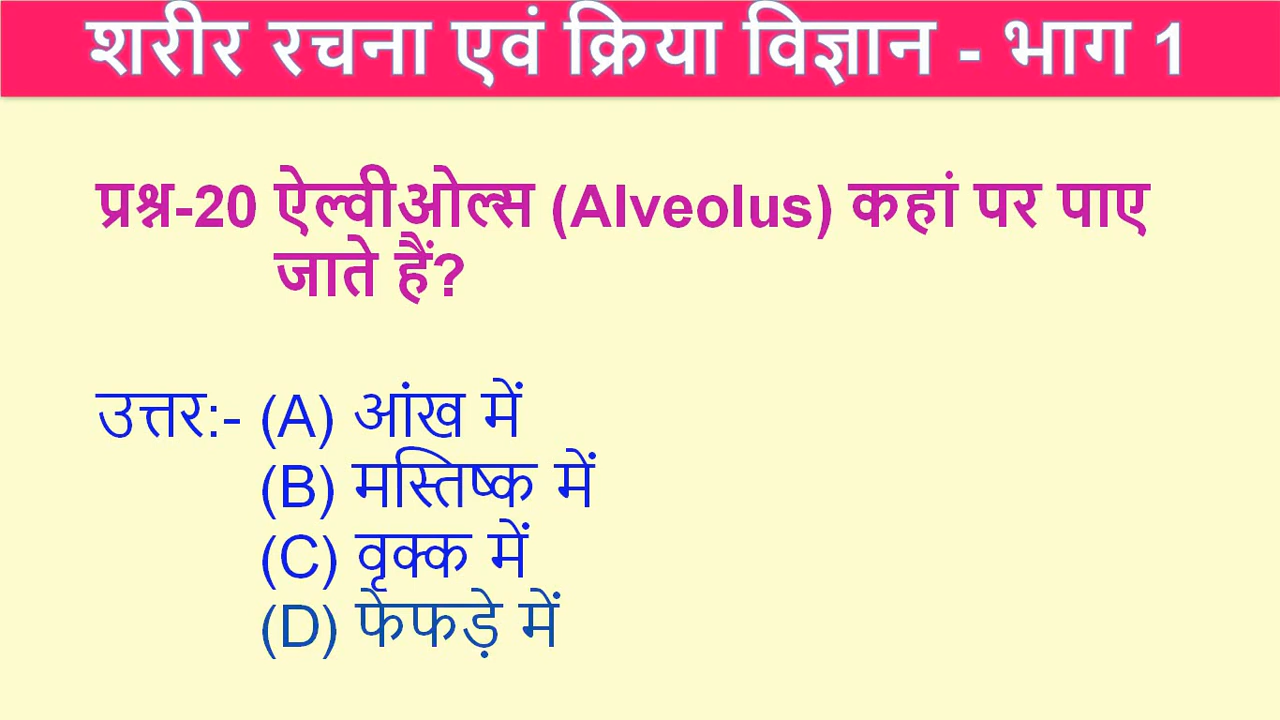 शरीर रचना एवं क्रिया विज्ञान - भाग 1
प्रश्न-20 ऐल्वीओल्स (Alveolus) कहां पर पाए
जाते हैं?
उत्तर:- (A) आंख में
(B) मस्तिष्क में
(C) वृक्क में
(D) फेफड़े में